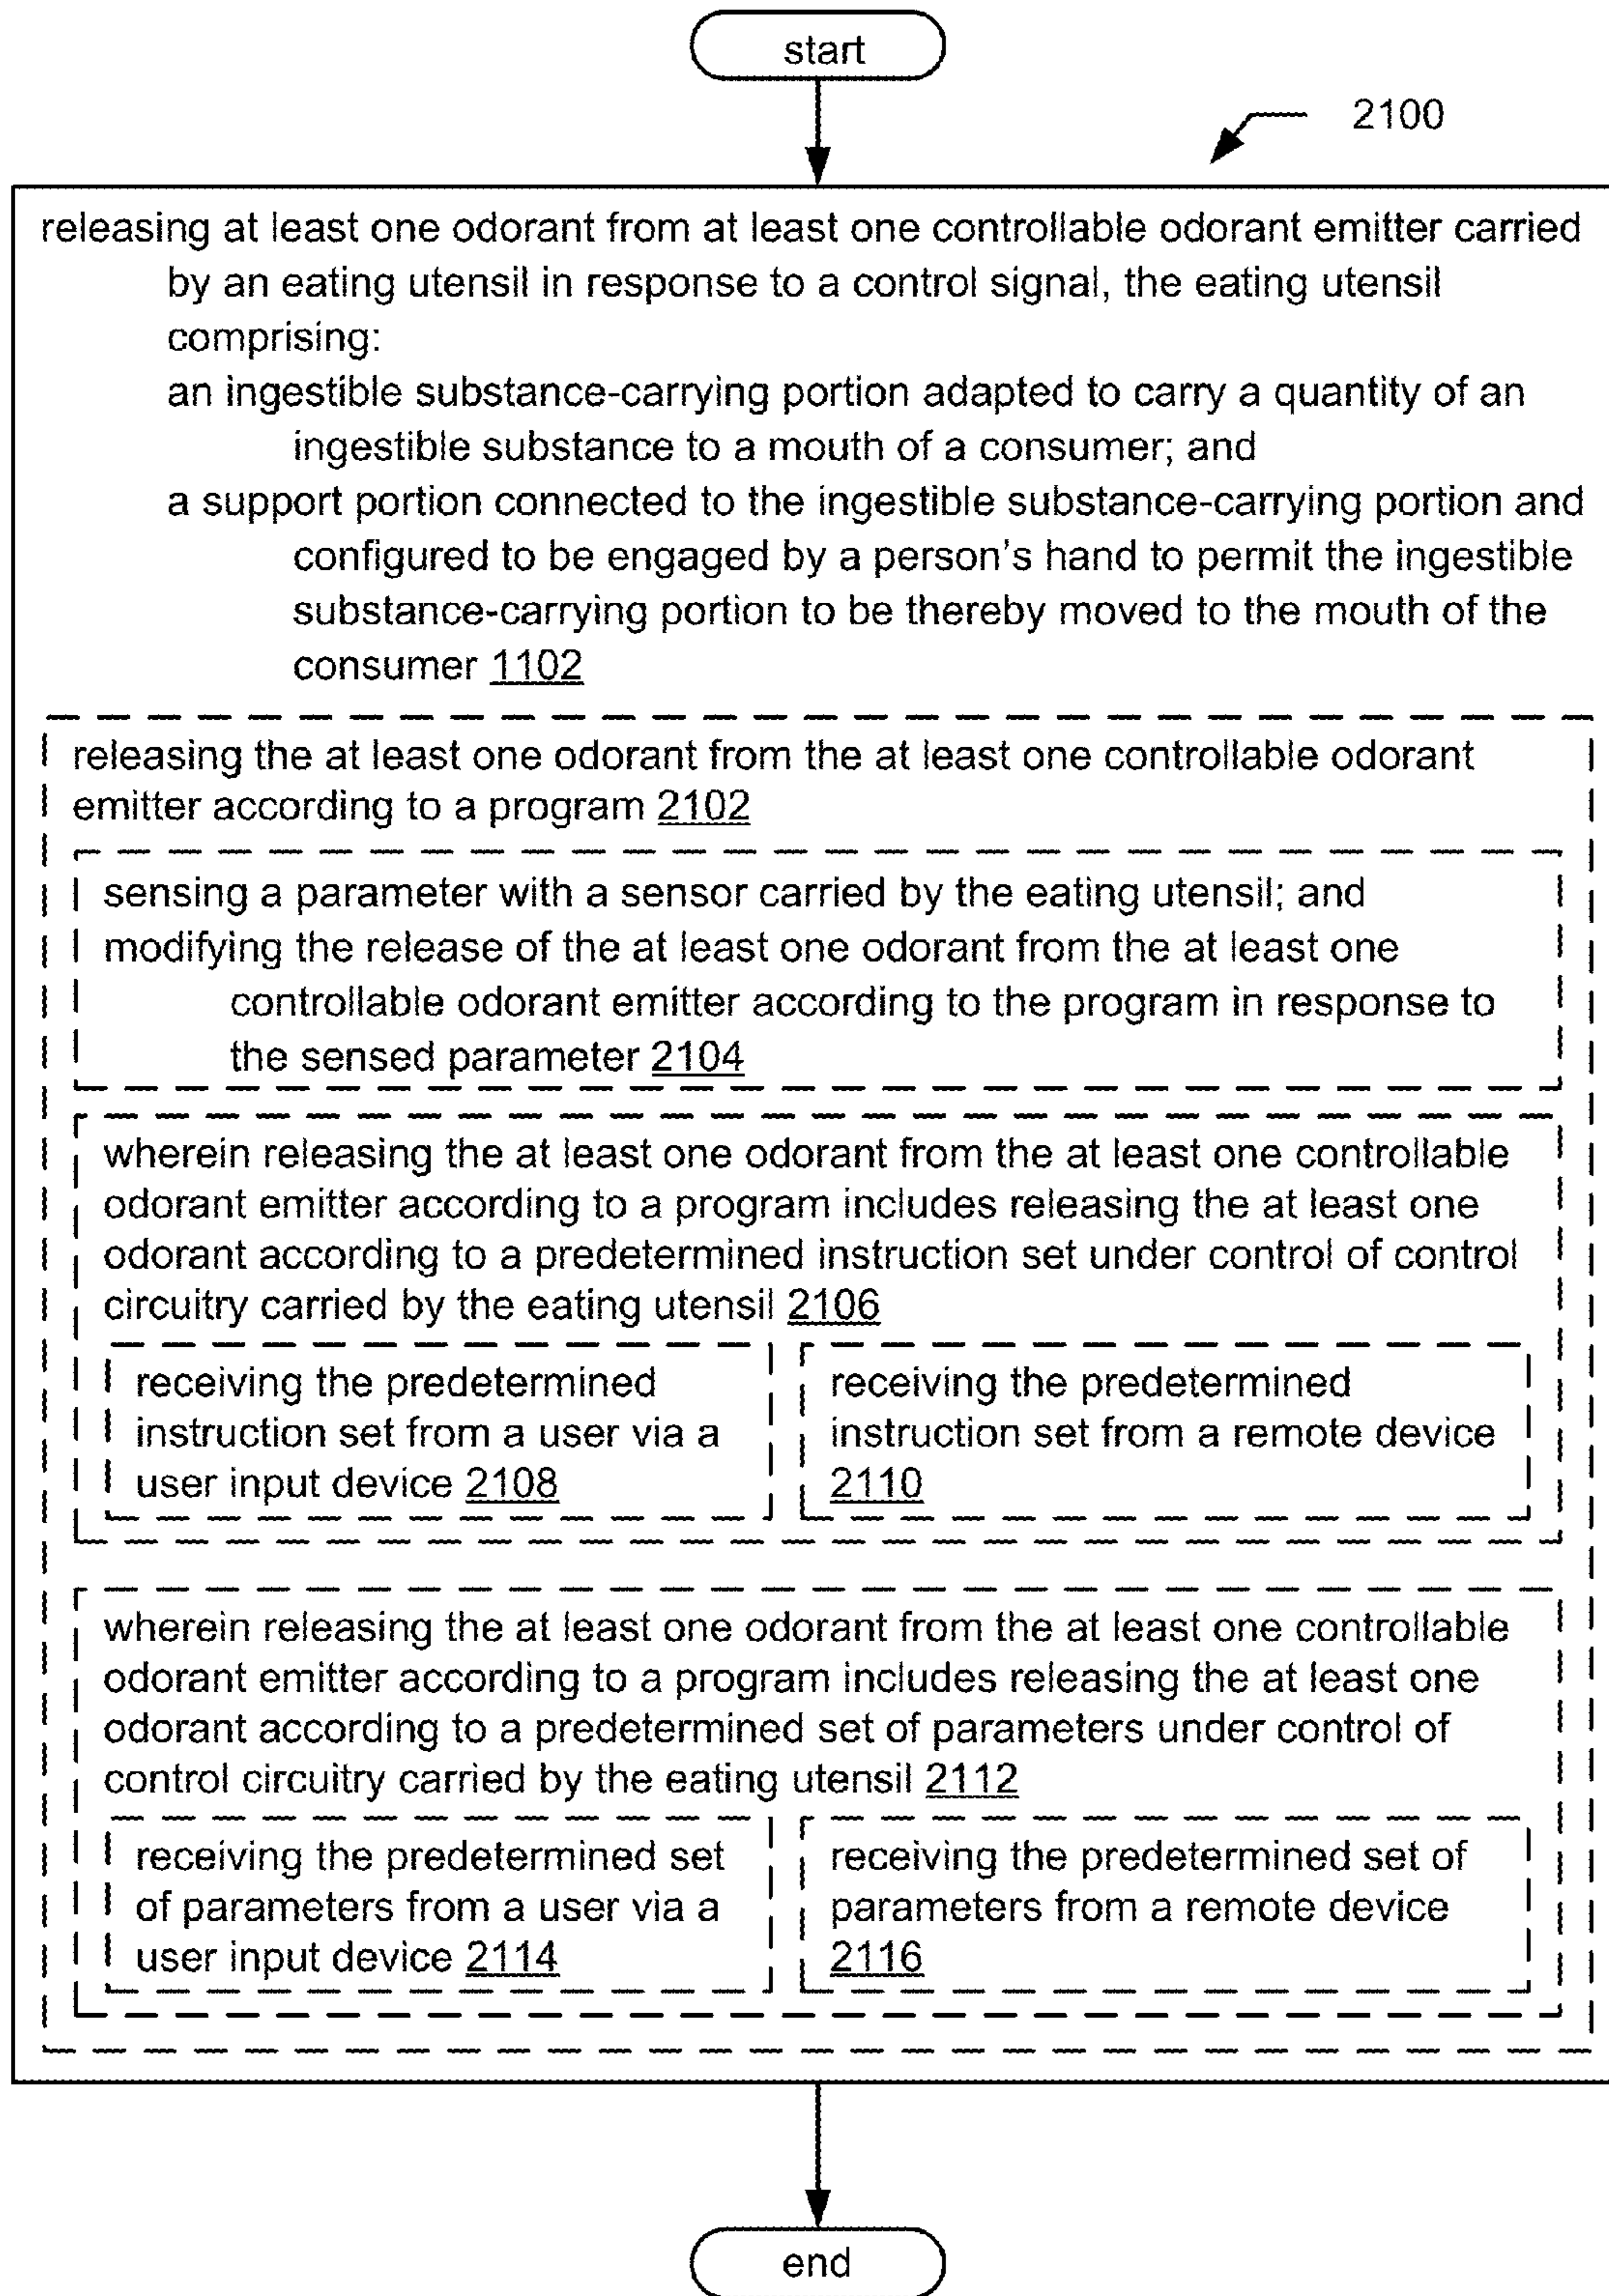 start
2100
releasing at least one odorant from at least one controllable odorant emitter carried
by an eating utensil in response to a control signal, the eating utensil
comprising:
an ingestible substance-carrying portion adapted to carry a quantity of an
ingestible substance to a mouth of a consumer; and
a support portion connected to the ingestible substance-carrying portion and
configured to be engaged by a person's hand to permit the ingestible
substance-carrying portion to be thereby moved to the mouth of the
consumer 1102
releasing the at least one odorant from the at least one controllable odorant
emitter according to a program 2102
sensing a parameter with a sensor carried by the eating utensil; and
modifying the release of the at least one odorant from the at least one
controllable odorant emitter according to the program in response to
the sensed parameter 2104
wherein releasing the at least one odorant from the at least one controllable
odorant emitter according to a program includes releasing the at least one
odorant according to a predetermined instruction set under control of control
circuitry carried by the eating utensil 2106
receiving the predetermined
instruction set from a user via a
user input device 2108
receiving the predetermined
instruction set from a remote device
2110
wherein releasing the at least one odorant from the at least one controllable
odorant emitter according to a program includes releasing the at least one
odorant according to a predetermined set of parameters under control of
control circuitry carried by the eating utensil 2112
receiving the predetermined set
of parameters from a user via a
user input device 2114
receiving the predetermined set of
parameters from a remote device
2116
end